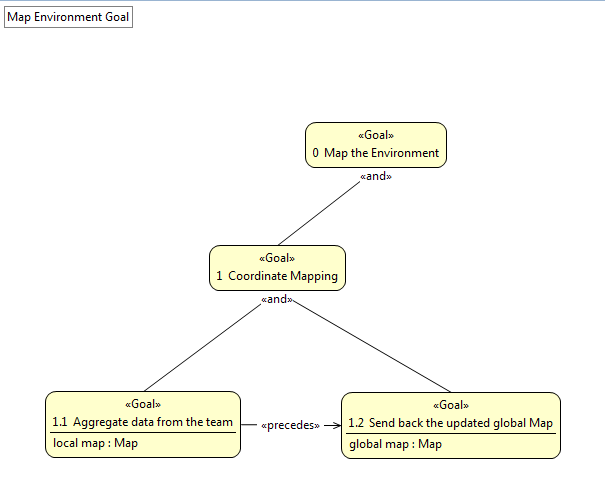 Map Environment Goal
«Goal»
0 Map the Environment
«and»
«Goal»
1 Coordinate Mapping
«and»
«Goal»
1.1 Aggregate data from the team
local map : Map
«precedes»
«Goal»
1.2 Send back the updated global Map
global map : Map